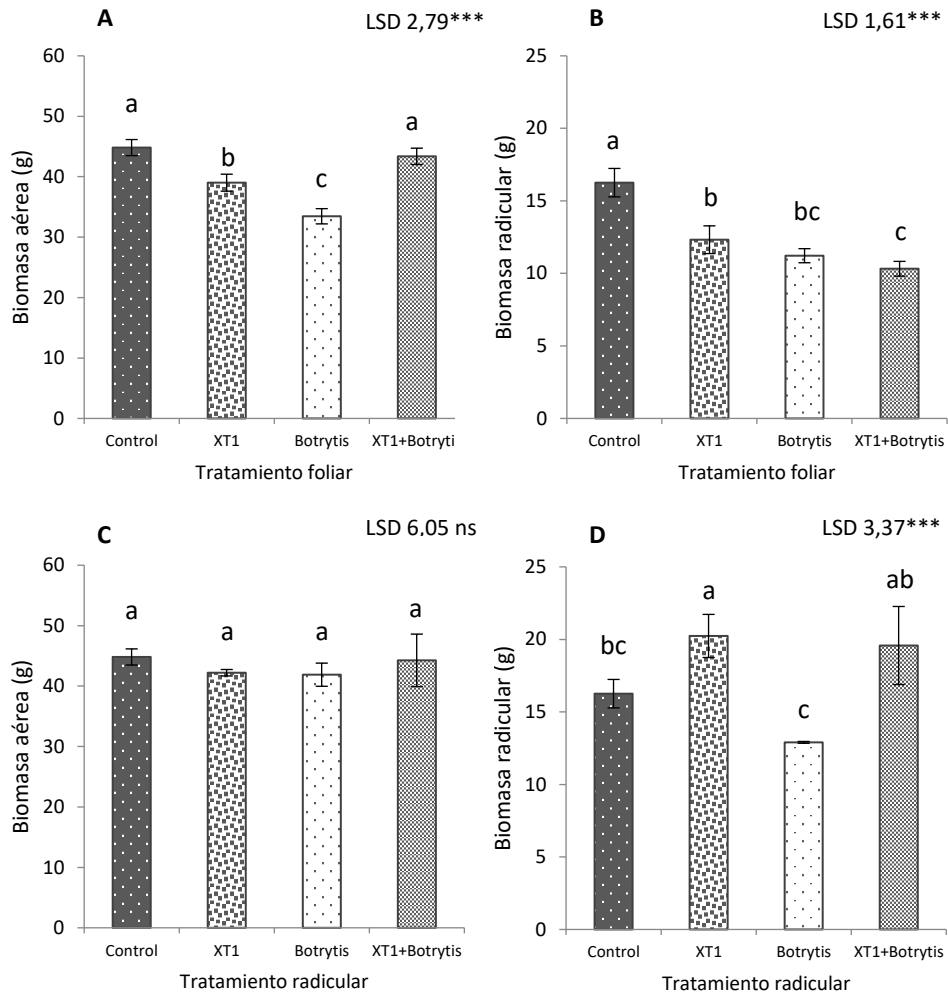 A
LSD 2,79***
Biomasa aérea (g)
60
50
40
30
20
10
0
a
b
c
a
Control
XT1
Botrytis
XT1+Botryti
Tratamiento foliar
B
LSD 1,61***
Biomasa radicular (g)
25
20
15
10
5
0
a
b
bc
c
Control
XT1
Botrytis
XT1+Botrytis
Tratamiento foliar
C
LSD 6,05 ns
Biomasa aérea (g)
60
50
40
30
20
10
0
a
a
a
a
Control
XT1
Botrytis
XT1+Botrytis
Tratamiento radicular
D
LSD 3,37***
Biomasa radicular (g)
25
20
15
10
5
0
bc
a
c
ab
Control
XT1
Botrytis
XT1+Botrytis
Tratamiento radicular